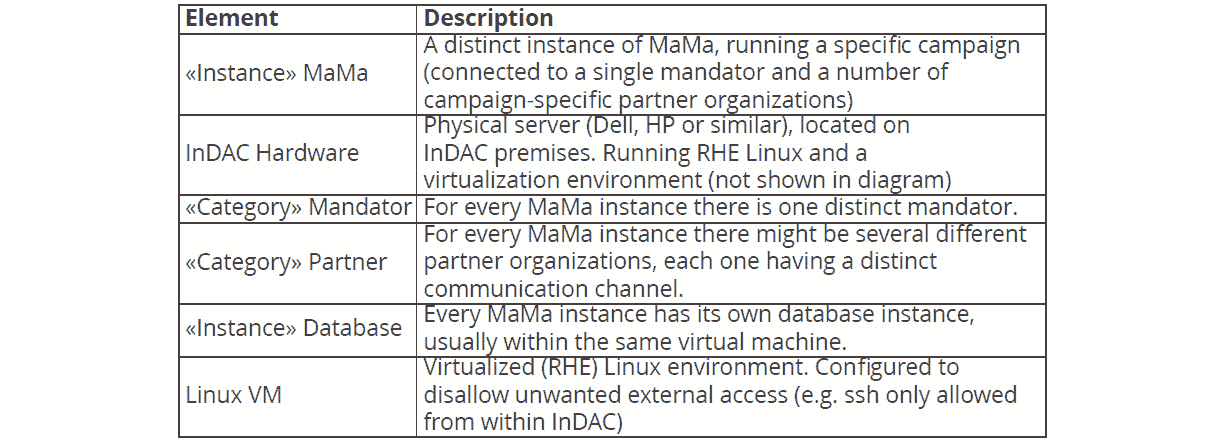 Element Description
«Instance» MaMa
A distinct instance of MaMa, running a specific campaign
(connected to a single mandator and a number of
campaign-specific partner organizations)
InDAC Hardware
Physical server (Dell, HP or similar), located on
InDAC premises. Running RHE Linux and a
virtualization environment (not shown in diagram)
«Category» Mandator For every MaMa instance there is one distinct mandator.
«Category» Partner
For every MaMa instance there might be several different
partner organizations, each one having a distinct
communication channel.
«Instance» Database
Every MaMa instance has its own database instance,
usually within the same virtual machine.
Linux VM
Virtualized (RHE) Linux environment. Configured to
disallow unwanted external access (e.g. ssh only allowed
from within InDAC)